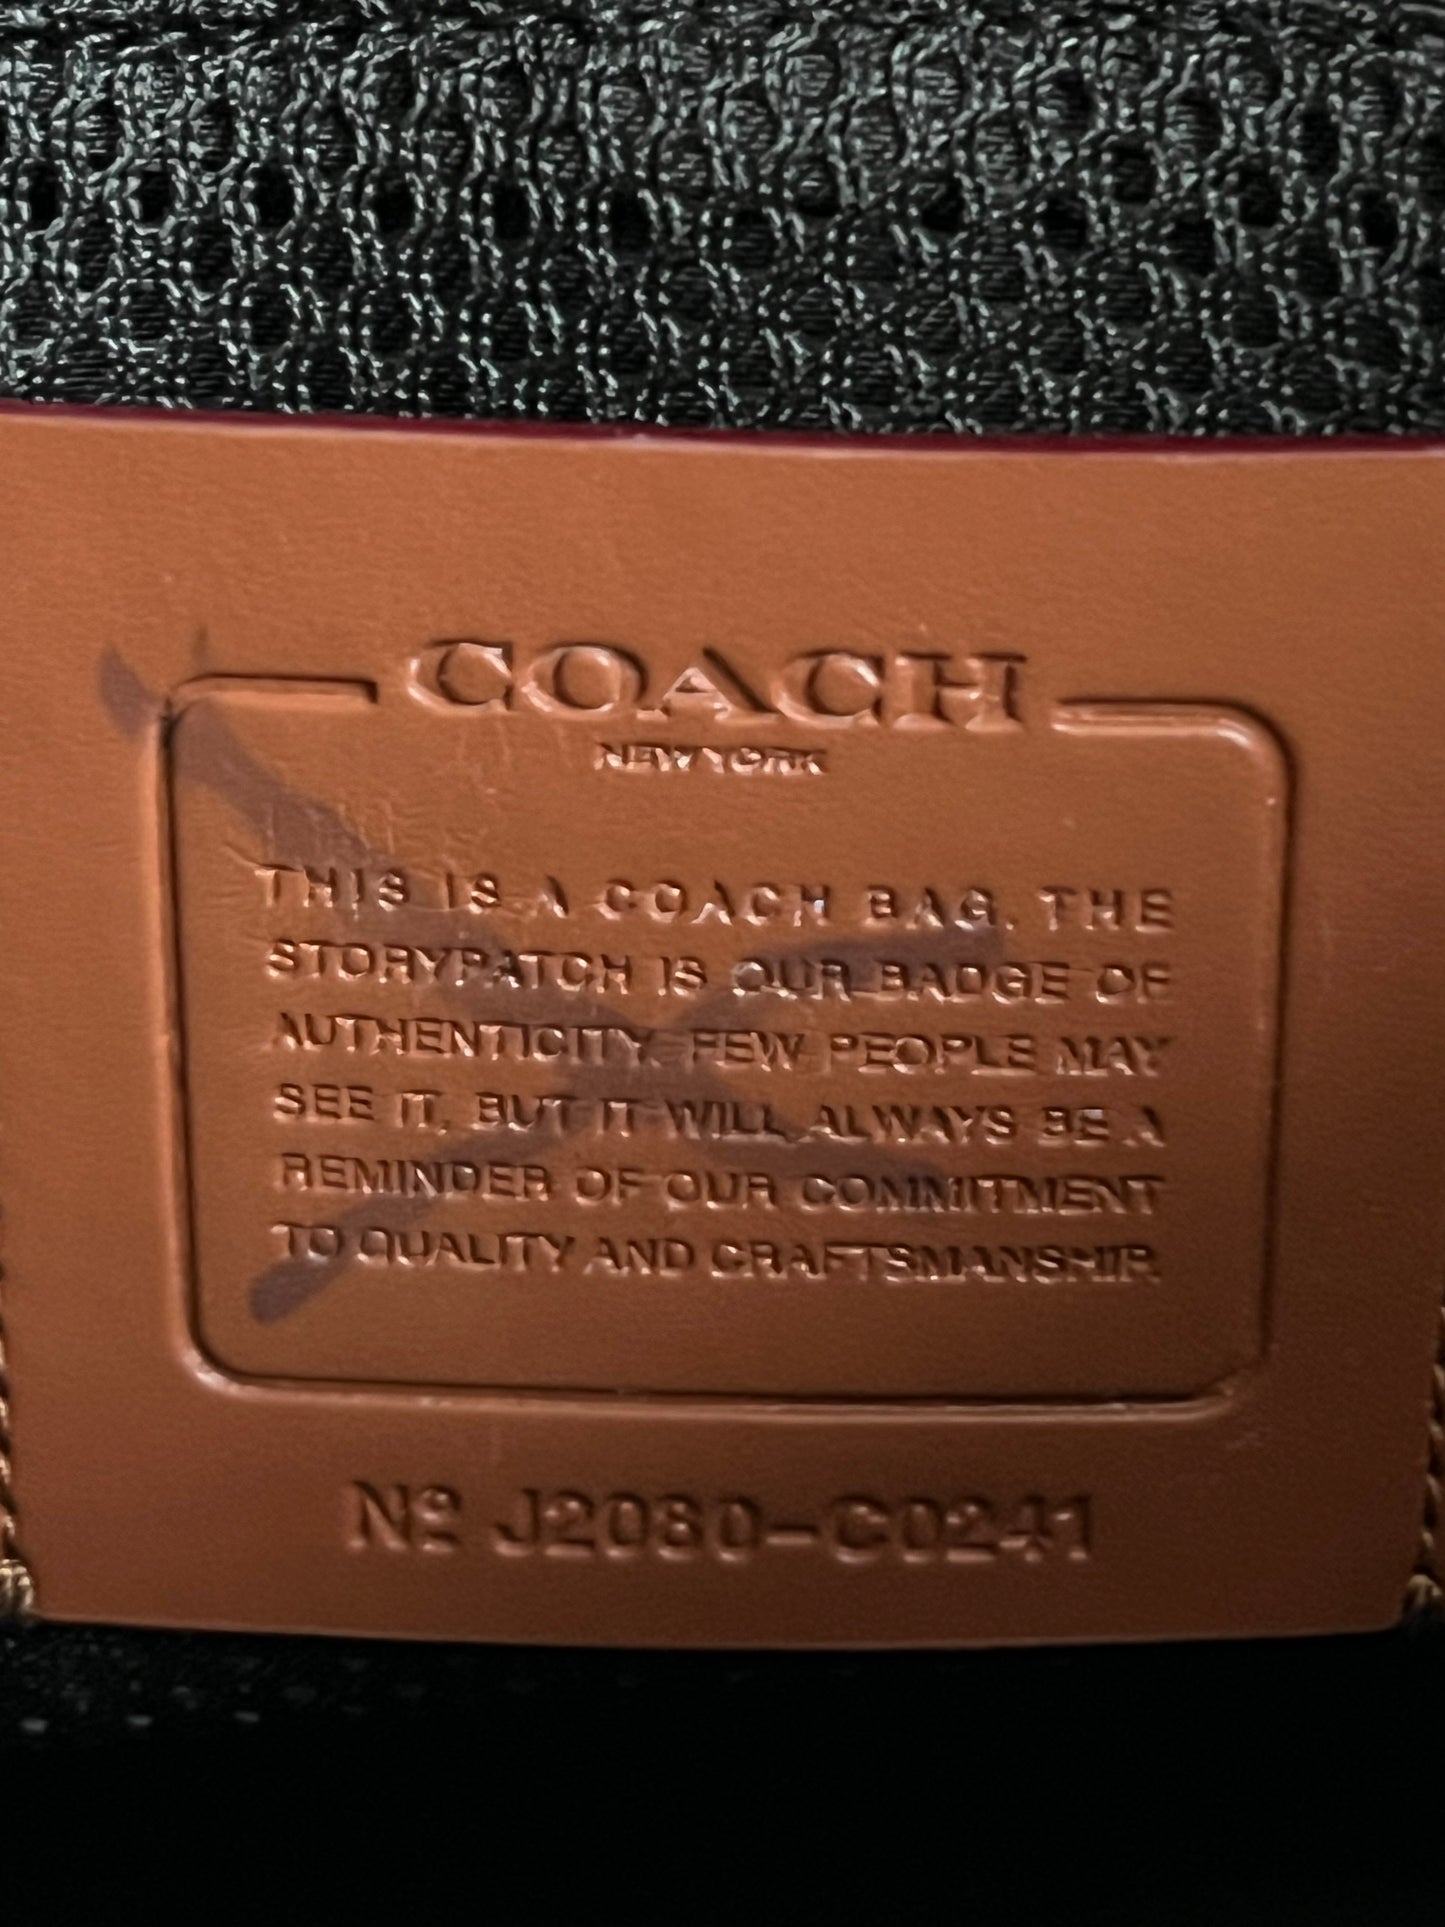 COACH
NEW YORK
THIS IS A COACH BAG. THE
STORYPATCH IS OUR BADGE OF
AUTHENTICITY. FEW PEOPLE MAY
SEE IT, BUT IT WILL ALWAYS BE A
REMINDER OF OUR COMMITMENT
TO QUALITY AND CRAFTSMANSHIP.
Nº J2080-C0241